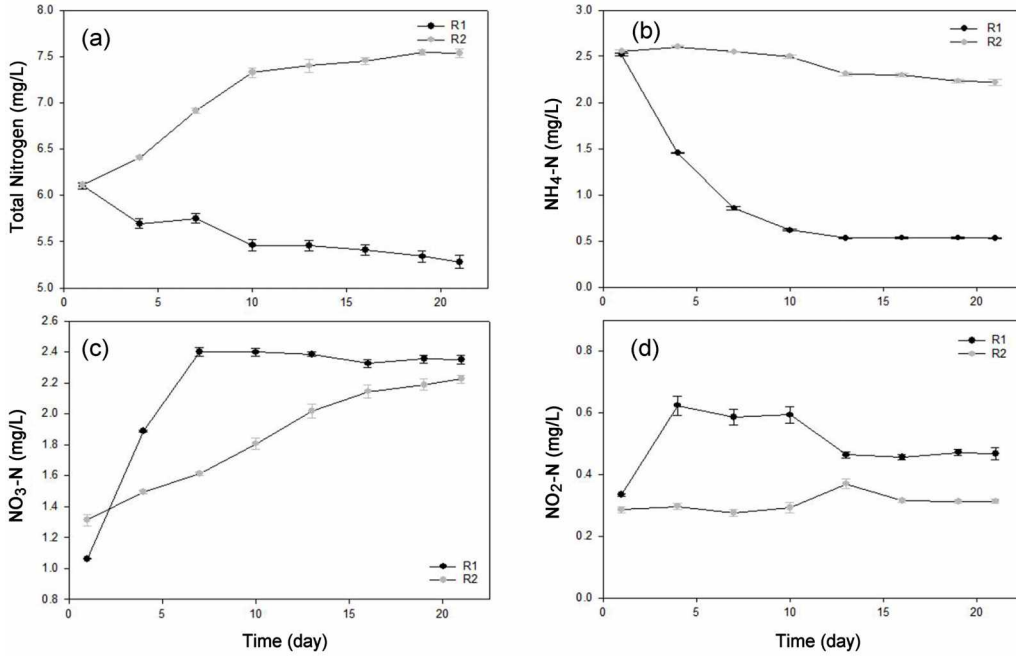 (a)
R1
R2
Total Nitrogen (mg/L)
8.0
7.5
7.0
6.5
6.0
5.5
5.0
0
5
10
15
20
(b)
R1
R2
NH4-N (mg/L)
3.0
2.5
2.0
1.5
1.0
0.5
0.0
0
5
10
15
20
(c)
R1
R2
NO3-N (mg/L)
2.6
2.4
2.2
2.0
1.8
1.6
1.4
1.2
1.0
0.8
0
5
10
15
20
Time (day)
(d)
R1
R2
NO2-N (mg/L)
0.8
0.6
0.4
0.2
0.0
0
5
10
15
20
Time (day)